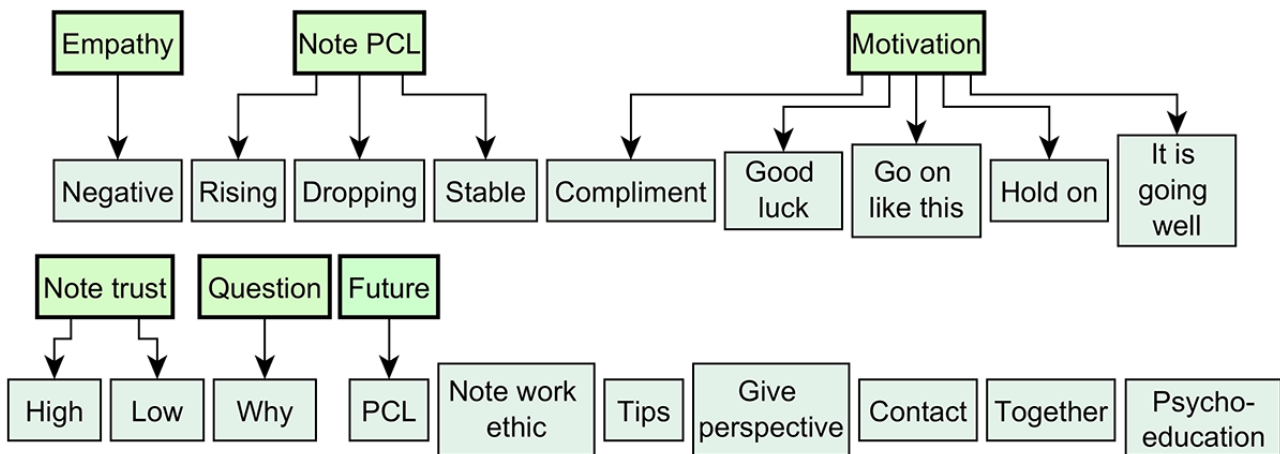 Empathy
Note PCL
Motivation
Negative
Rising
Dropping
Stable
Compliment
Good
luck
Go on
like this
Hold on
It is
going
well
Note trust
Question
Future
High
Low
Why
PCL
Note work
ethic
Tips
Give
perspective
Contact
Together
Psycho-
education